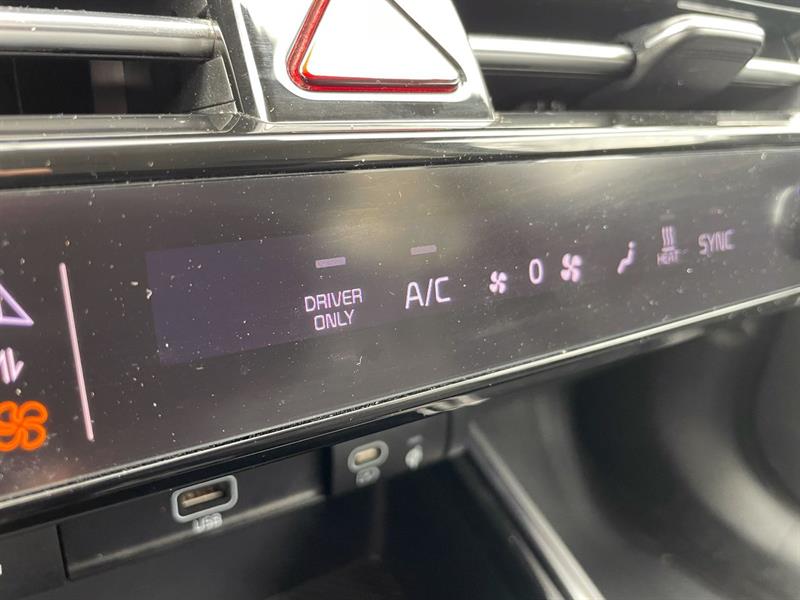 DRIVER
ONLY
A/C
0
HEAT
SYNC
USB